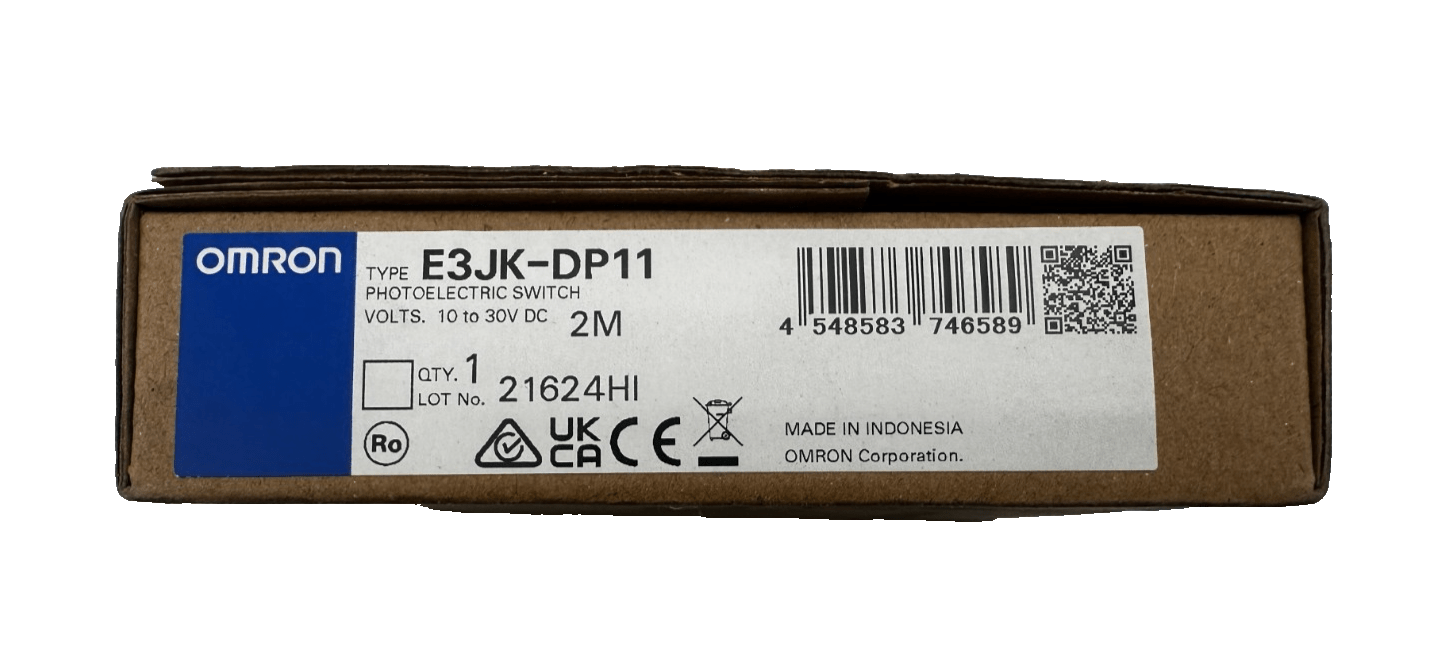 OMRON
TYPE E3JK-DP11
PHOTOELECTRIC SWITCH
VOLTS. 10 to 30V DC 2M
QTY. 1
LOT No. 21624HI
Ro
UK
CA CE
4 548583 746589
MADE IN INDONESIA
OMRON Corporation.